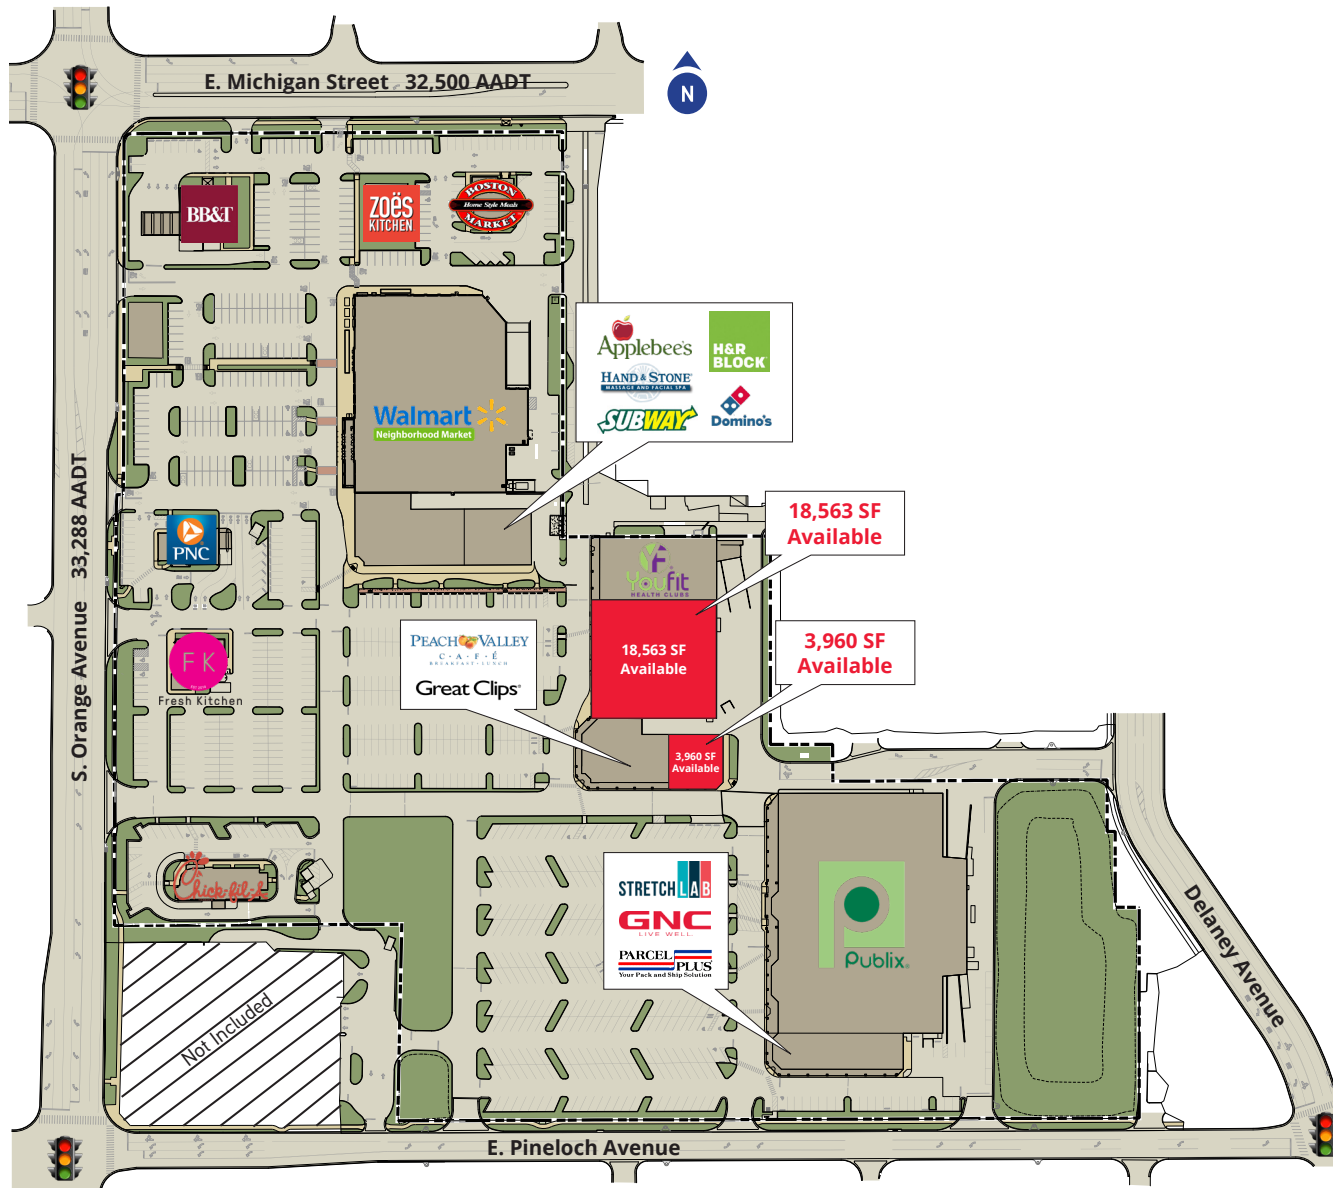 E. Michigan Street 32,500 AADT
N
BB&T
ZOËS
KITCHEN
BOSTON
Home Style Meals
MARKET
Applebee's
H&R
BLOCK
HAND & STONE
MASSAGE AND FACIAL SPA
SUBWAY
Domino's
Walmart
Neighborhood Market
S. Orange Avenue 33,288 AADT
PNC
18,563 SF
Available
YouFit
HEALTH CLUBS
18,563 SF
Available
3,960 SF
Available
PEACH VALLEY
C·A·F·É
BREAKFAST·LUNCH
Great Clips
FK
Fresh Kitchen
3,960 SF
Available
Chick-fil-A
STRETCH LAB
GNC
LIVE WELL.
PARCEL
PLUS
Your Pack and Ship Solution
Publix
Delaney Avenue
Not Included
E. Pineloch Avenue